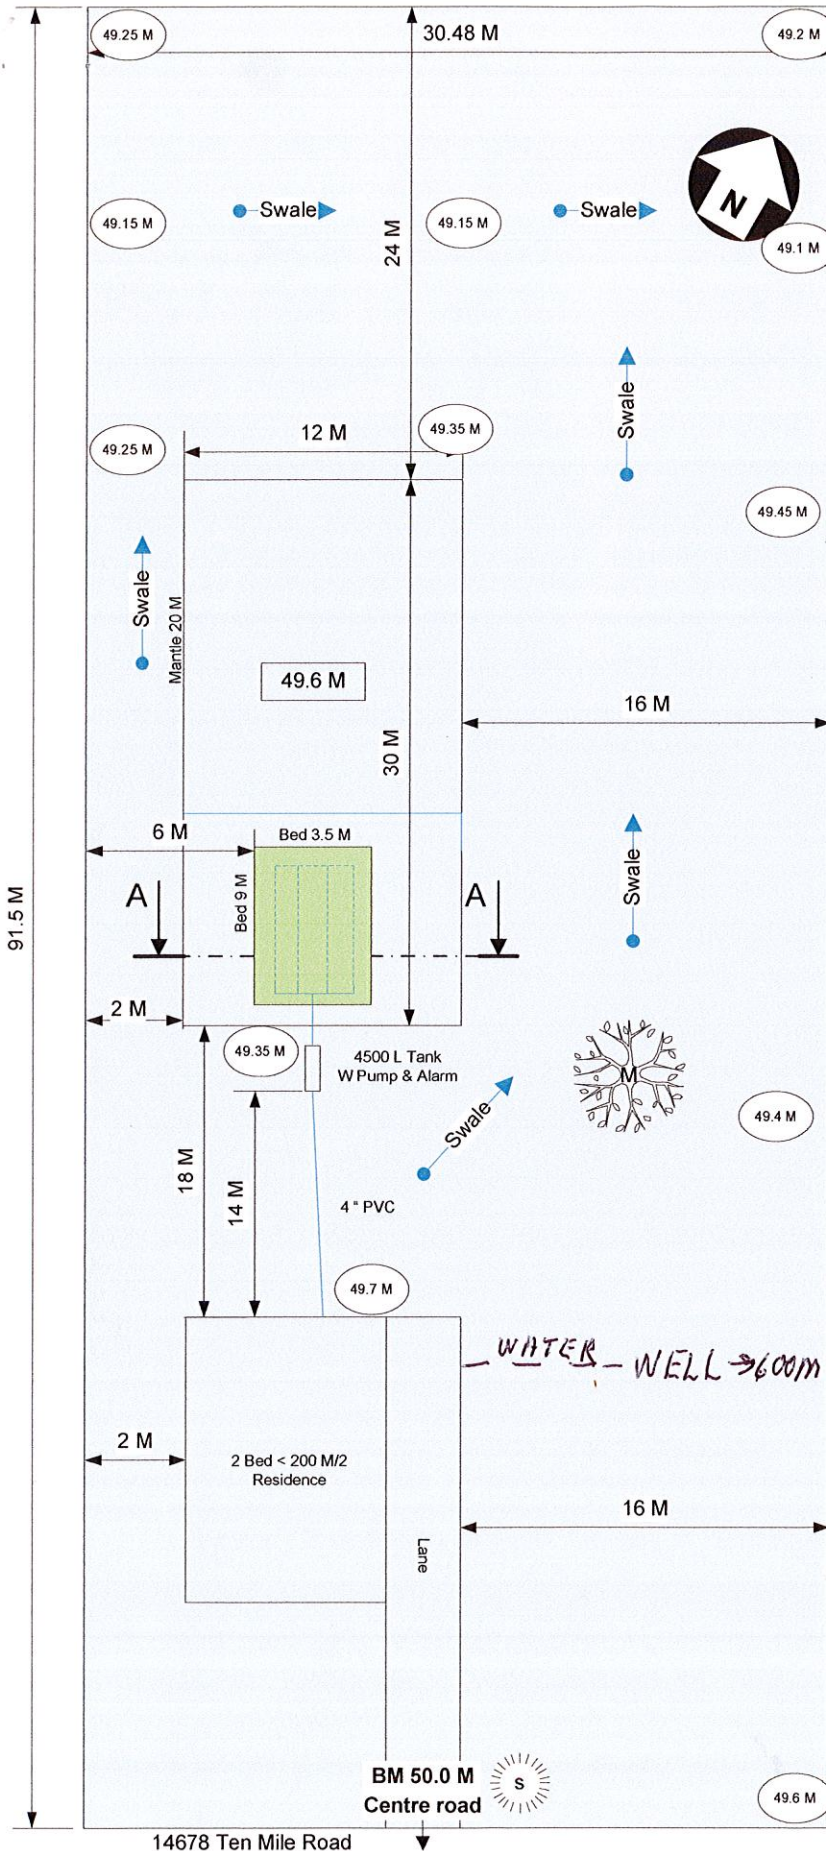 49.25 M
30.48 M
49.2 M
49.15 M
Swale
49.15 M
Swale
N
49.1 M
24 M
Swale
49.25 M
12 M
49.35 M
49.45 M
Swale
Mantle 20 M
49.6 M
30 M
16 M
91.5 M
6 M
Bed 3.5 M
Bed 9 M
A
A
Swale
2 M
49.35 M
4500 L Tank
W Pump & Alarm
M
49.4 M
Swale
18 M
14 M
4 " PVC
49.7 M
WATER - WELL → 600m
2 M
2 Bed < 200 M/2
Residence
Lane
16 M
BM 50.0 M
Centre road
S
49.6 M
14678 Ten Mile Road